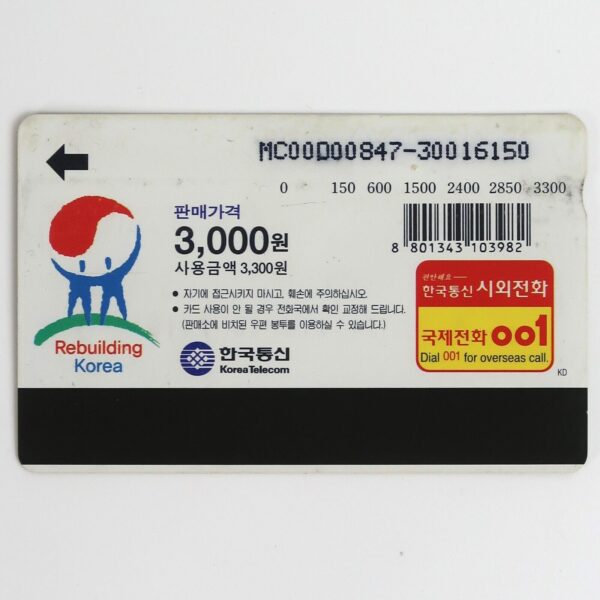 MC00D00847-30016150
0 150 600 1500 2400 2850 3300
판매가격
3,000원
사용금액 3,300원
8 801343 103982
● 자기에 접근시키지 마시고, 훼손에 주의하십시오.
● 카드 사용이 안 될 경우 전화국에서 확인 교정해 드립니다.
(판매소에 비치된 우편 봉투를 이용하실 수 있습니다.)
Rebuilding
Korea
한국통신
Korea Telecom
편안해요
한국통신 시외전화
국제전화 001
Dial 001 for overseas call.
KD